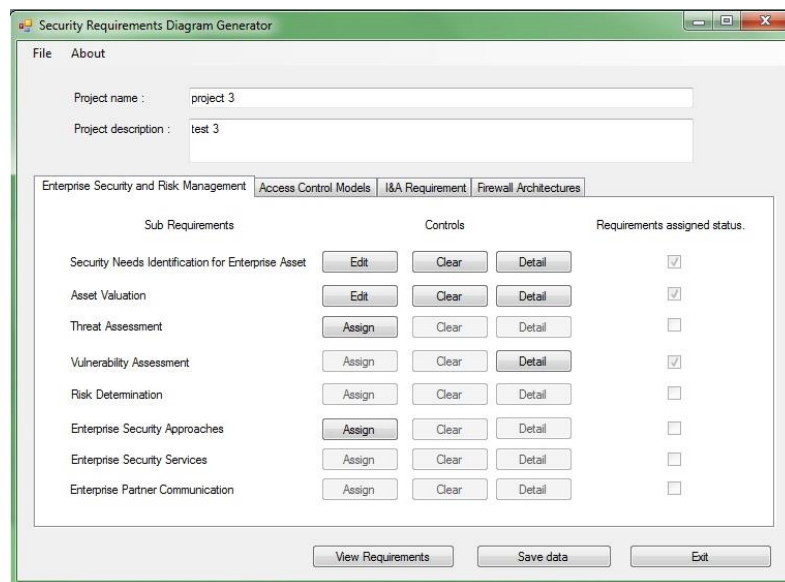 Security Requirements Diagram Generator
File About
Project name : project 3
Project description : test 3
Enterprise Security and Risk Management Access Control Models I&A Requirement Firewall Architectures
Sub Requirements Controls Requirements assigned status.
Security Needs Identification for Enterprise Asset Edit Clear Detail
Asset Valuation Edit Clear Detail
Threat Assessment Assign Clear Detail
Vulnerability Assessment Assign Clear Detail
Risk Determination Assign Clear Detail
Enterprise Security Approaches Assign Clear Detail
Enterprise Security Services Assign Clear Detail
Enterprise Partner Communication Assign Clear Detail
View Requirements Save data Exit